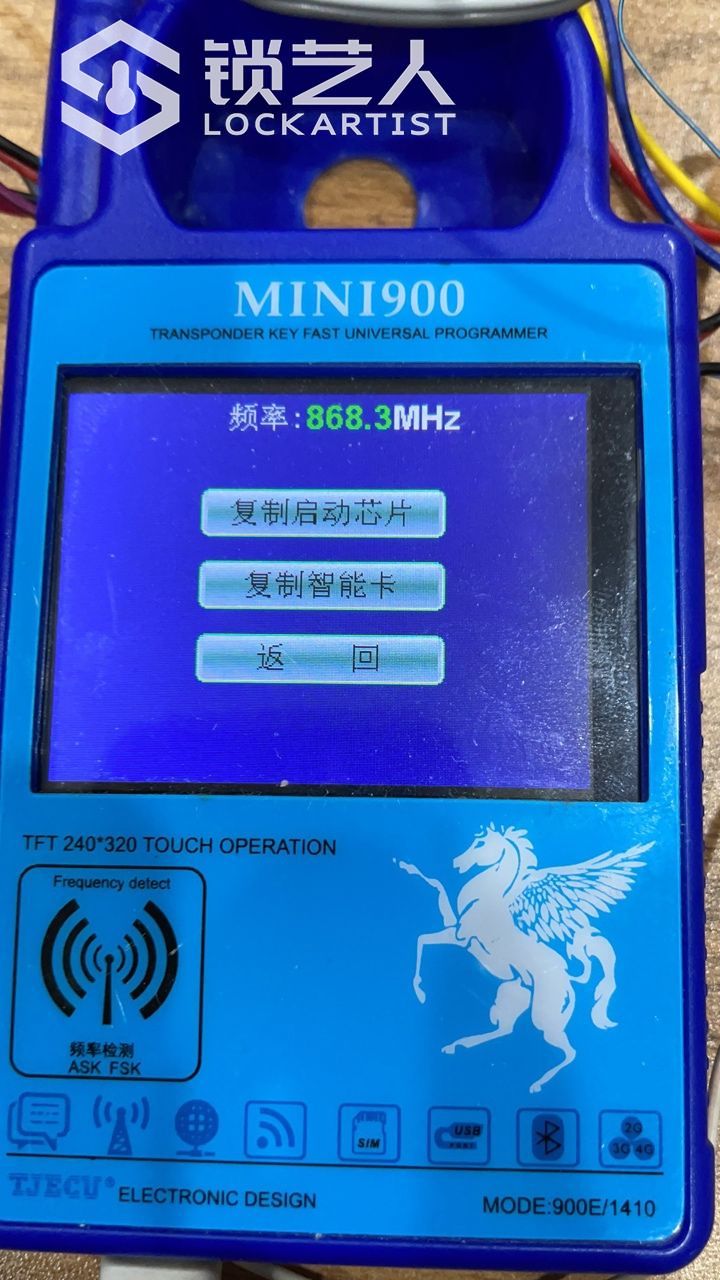 锁艺人
LOCKARTIST
MINI900
TRANSPONDER KEY FAST UNIVERSAL PROGRAMMER
频率:868.3MHz
复制启动芯片
复制智能卡
返 回
TFT 240*320 TOUCH OPERATION
Frequency detect
频率检测
ASK FSK
SIM
USB
2G
3G 4G
TJECU® ELECTRONIC DESIGN
MODE:900E/1410